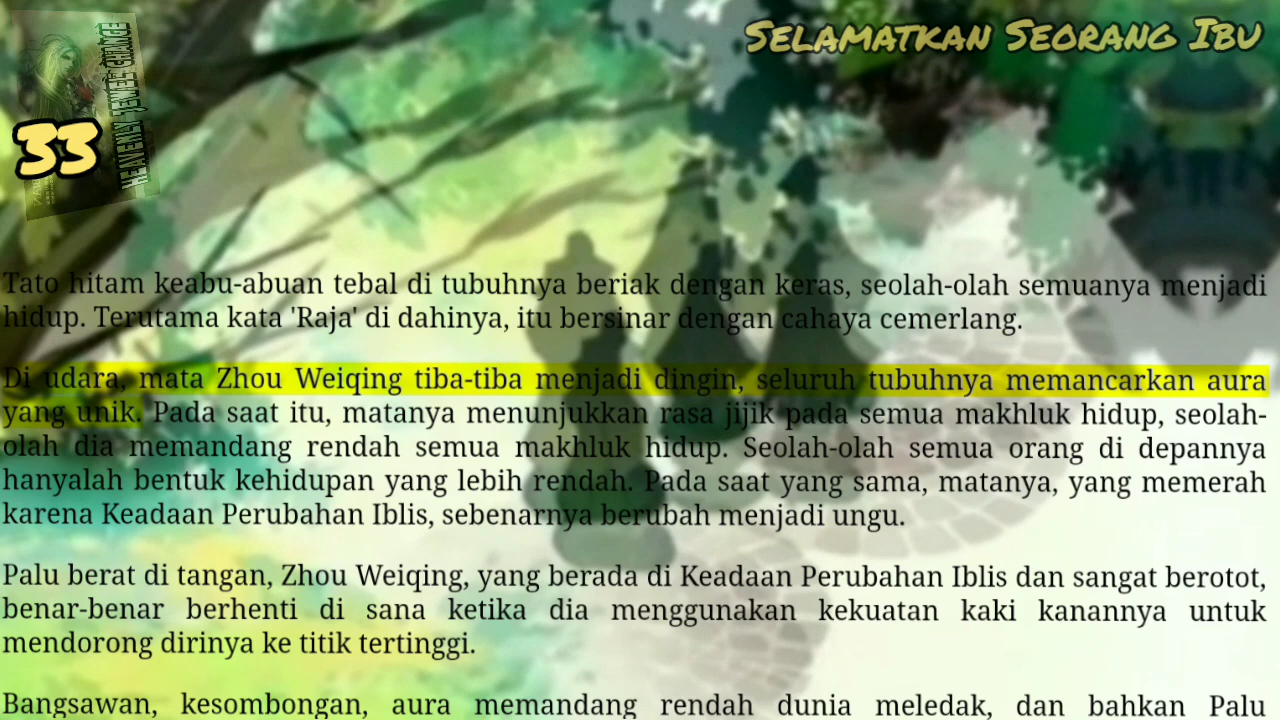 HEAVENLY JEWEL CHANGE
Selamatkan Seorang Ibu
33
Tato hitam keabu-abuan tebal di tubuhnya beriak dengan keras, seolah-olah semuanya menjadi
hidup. Terutama kata 'Raja' di dahinya, itu bersinar dengan cahaya cemerlang.
Di udara, mata Zhou Weiqing tiba-tiba menjadi dingin, seluruh tubuhnya memancarkan aura
yang unik. Pada saat itu, matanya menunjukkan rasa jijik pada semua makhluk hidup, seolah-
olah dia memandang rendah semua makhluk hidup. Seolah-olah semua orang di depannya
hanyalah bentuk kehidupan yang lebih rendah. Pada saat yang sama, matanya, yang memerah
karena Keadaan Perubahan Iblis, sebenarnya berubah menjadi ungu.
Palu berat di tangan, Zhou Weiqing, yang berada di Keadaan Perubahan Iblis dan sangat berotot,
benar-benar berhenti di sana ketika dia menggunakan kekuatan kaki kanannya untuk
mendorong dirinya ke titik tertinggi.
Bangsawan, kesombongan, aura memandang rendah dunia meledak, dan bahkan Palu